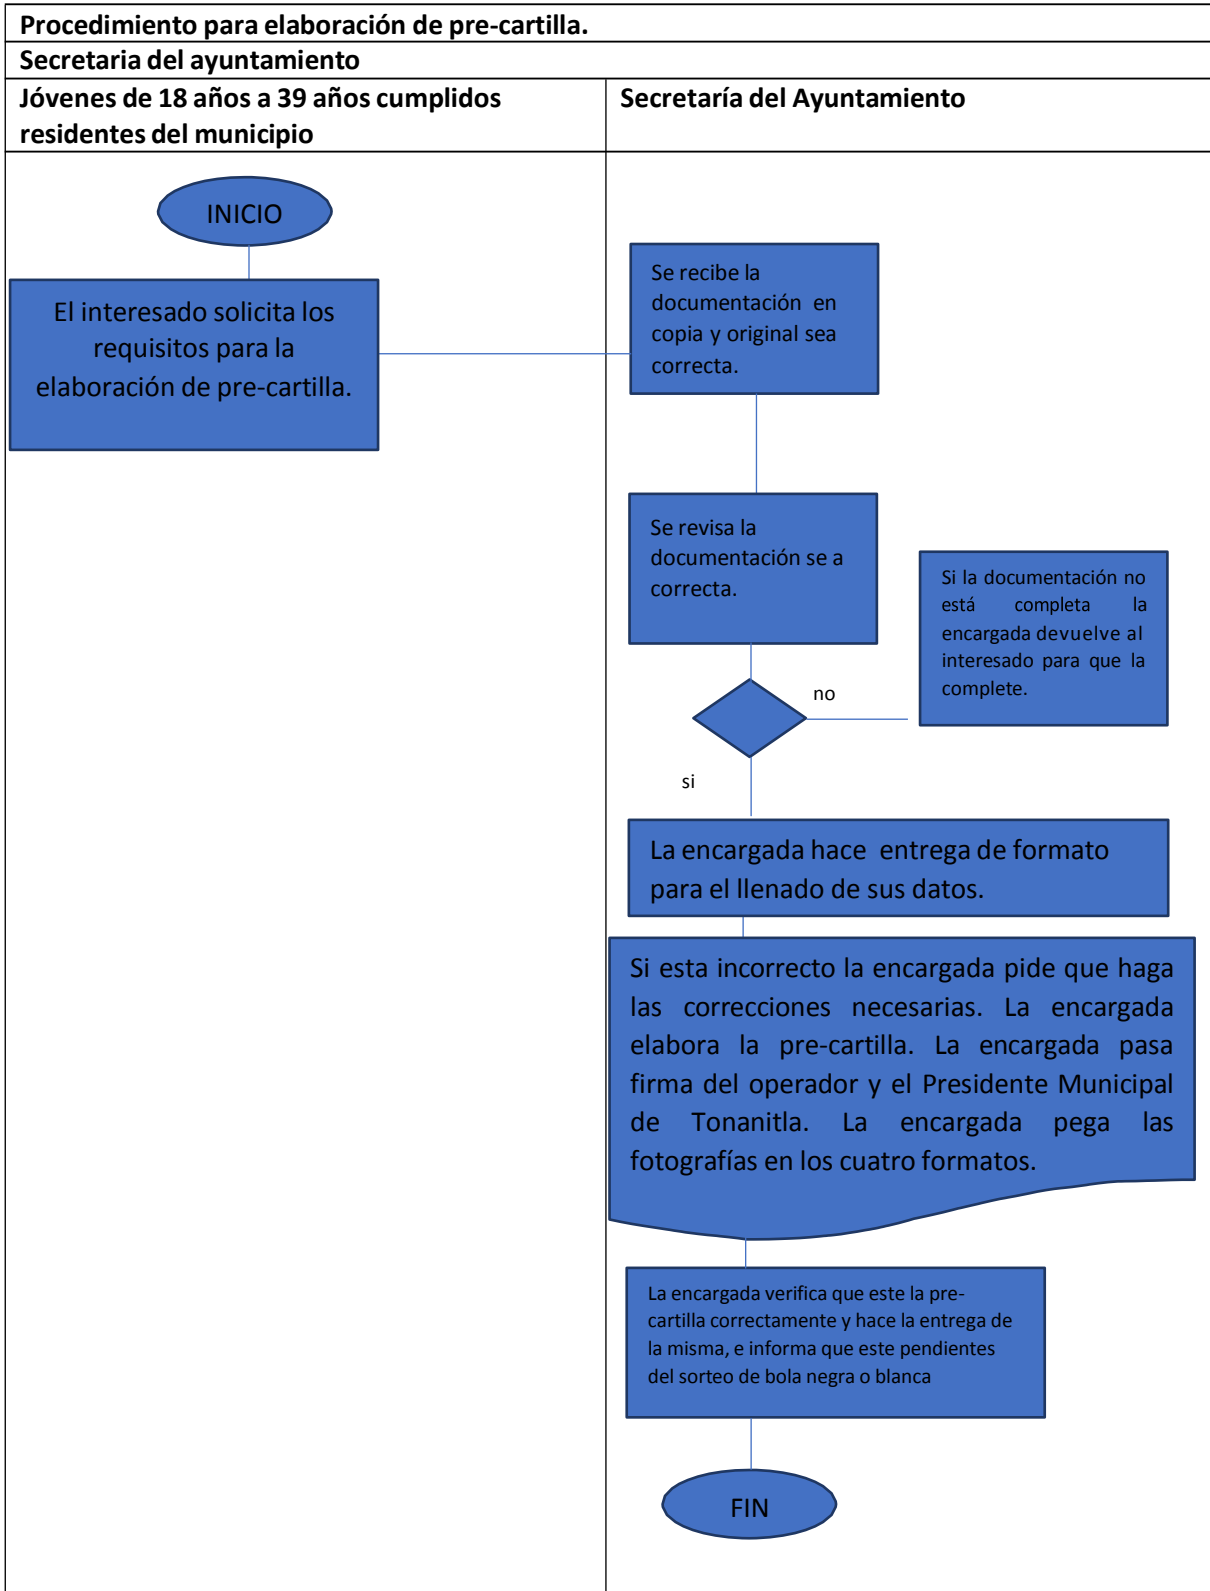 Procedimiento para elaboración de pre-cartilla.
Secretaria del ayuntamiento
Jóvenes de 18 años a 39 años cumplidos
residentes del municipio
Secretaría del Ayuntamiento
INICIO
El interesado solicita los
requisitos para la
elaboración de pre-cartilla.
Se recibe la
documentación en
copia y original sea
correcta.
Se revisa la
documentación se a
correcta.
Si la documentación no
está completa la
encargada devuelve al
interesado para que la
complete.
no
si
La encargada hace entrega de formato
para el llenado de sus datos.
Si esta incorrecto la encargada pide que haga
las correcciones necesarias. La encargada
elabora la pre-cartilla. La encargada pasa
firma del operador y el Presidente Municipal
de Tonanitla. La encargada pega las
fotografías en los cuatro formatos.
La encargada verifica que este la pre-
cartilla correctamente y hace la entrega de
la misma, e informa que este pendientes
del sorteo de bola negra o blanca
FIN